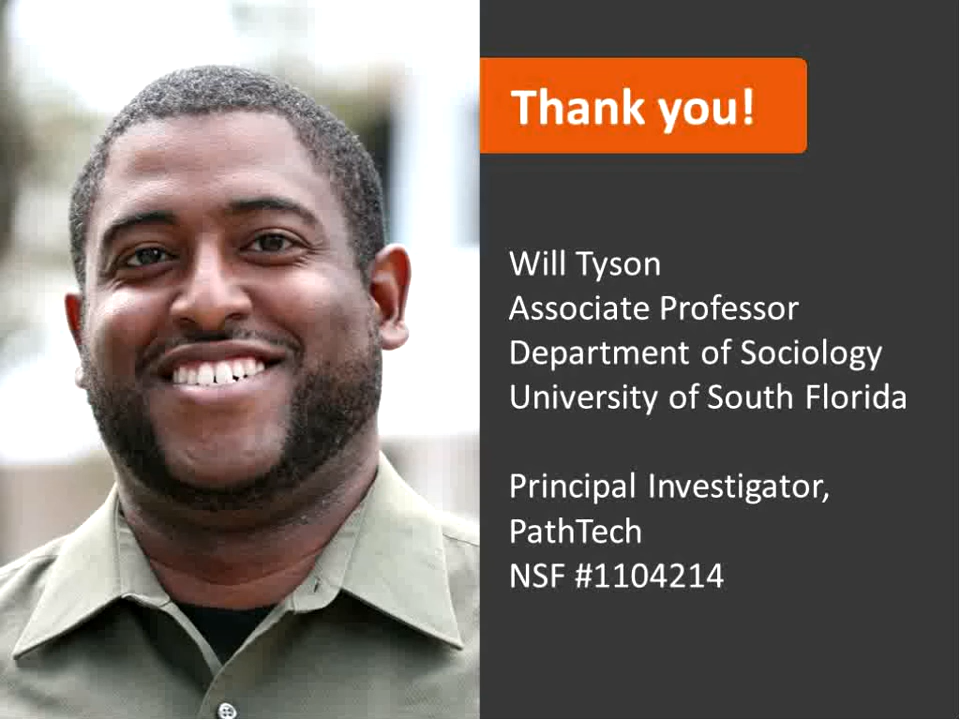 Thank you!
Will Tyson
Associate Professor
Department of Sociology
University of South Florida
Principal Investigator,
PathTech
NSF #1104214